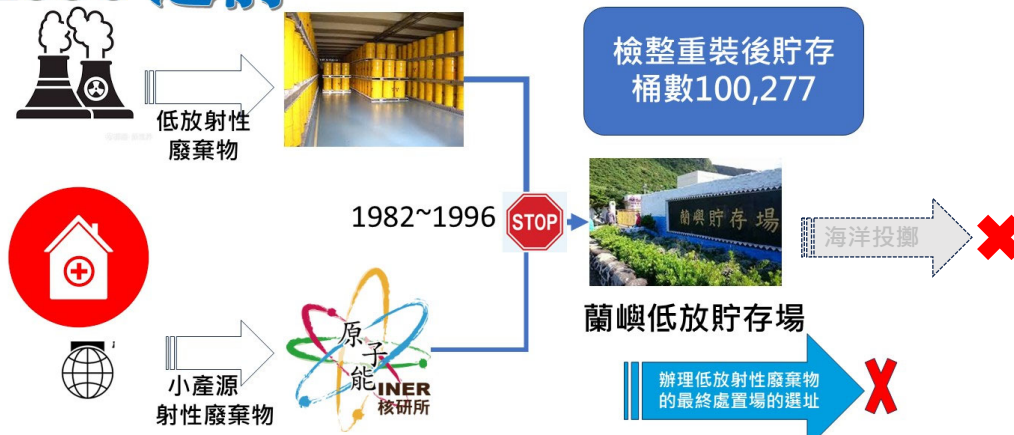 檢整重裝後貯存
桶數100,277
低放射性
廢棄物
1982~1996
STOP
蘭嶼貯存場
海洋投擲
蘭嶼低放貯存場
原子能
INER
核研所
小產源
射性廢棄物
辦理低放射性廢棄物
的最終處置場的選址